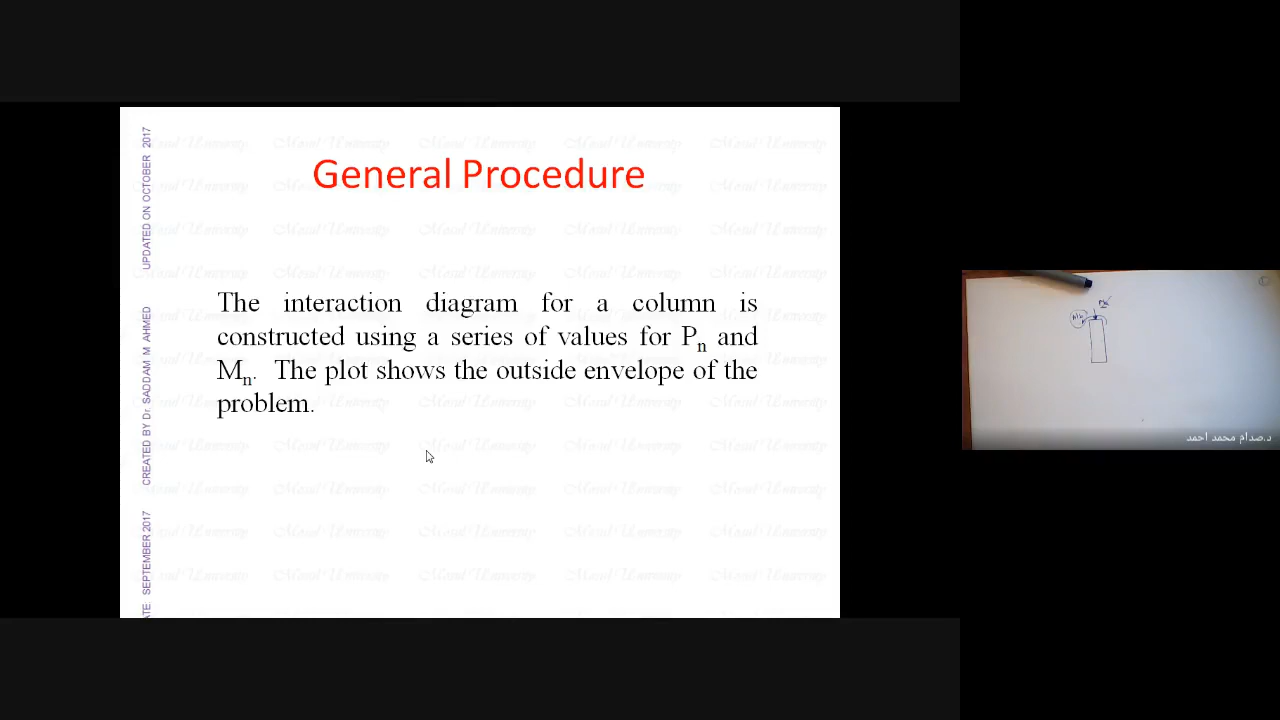 General Procedure
The interaction diagram for a column is
constructed using a series of values for Pn and
Mn. The plot shows the outside envelope of the
problem.
UPDATED ON OCTOBER 2017
CREATED BY Dr. SADDAM M AHMED
ATE: SEPTEMBER 2017
Mosul University
د.صدام محمد احمد